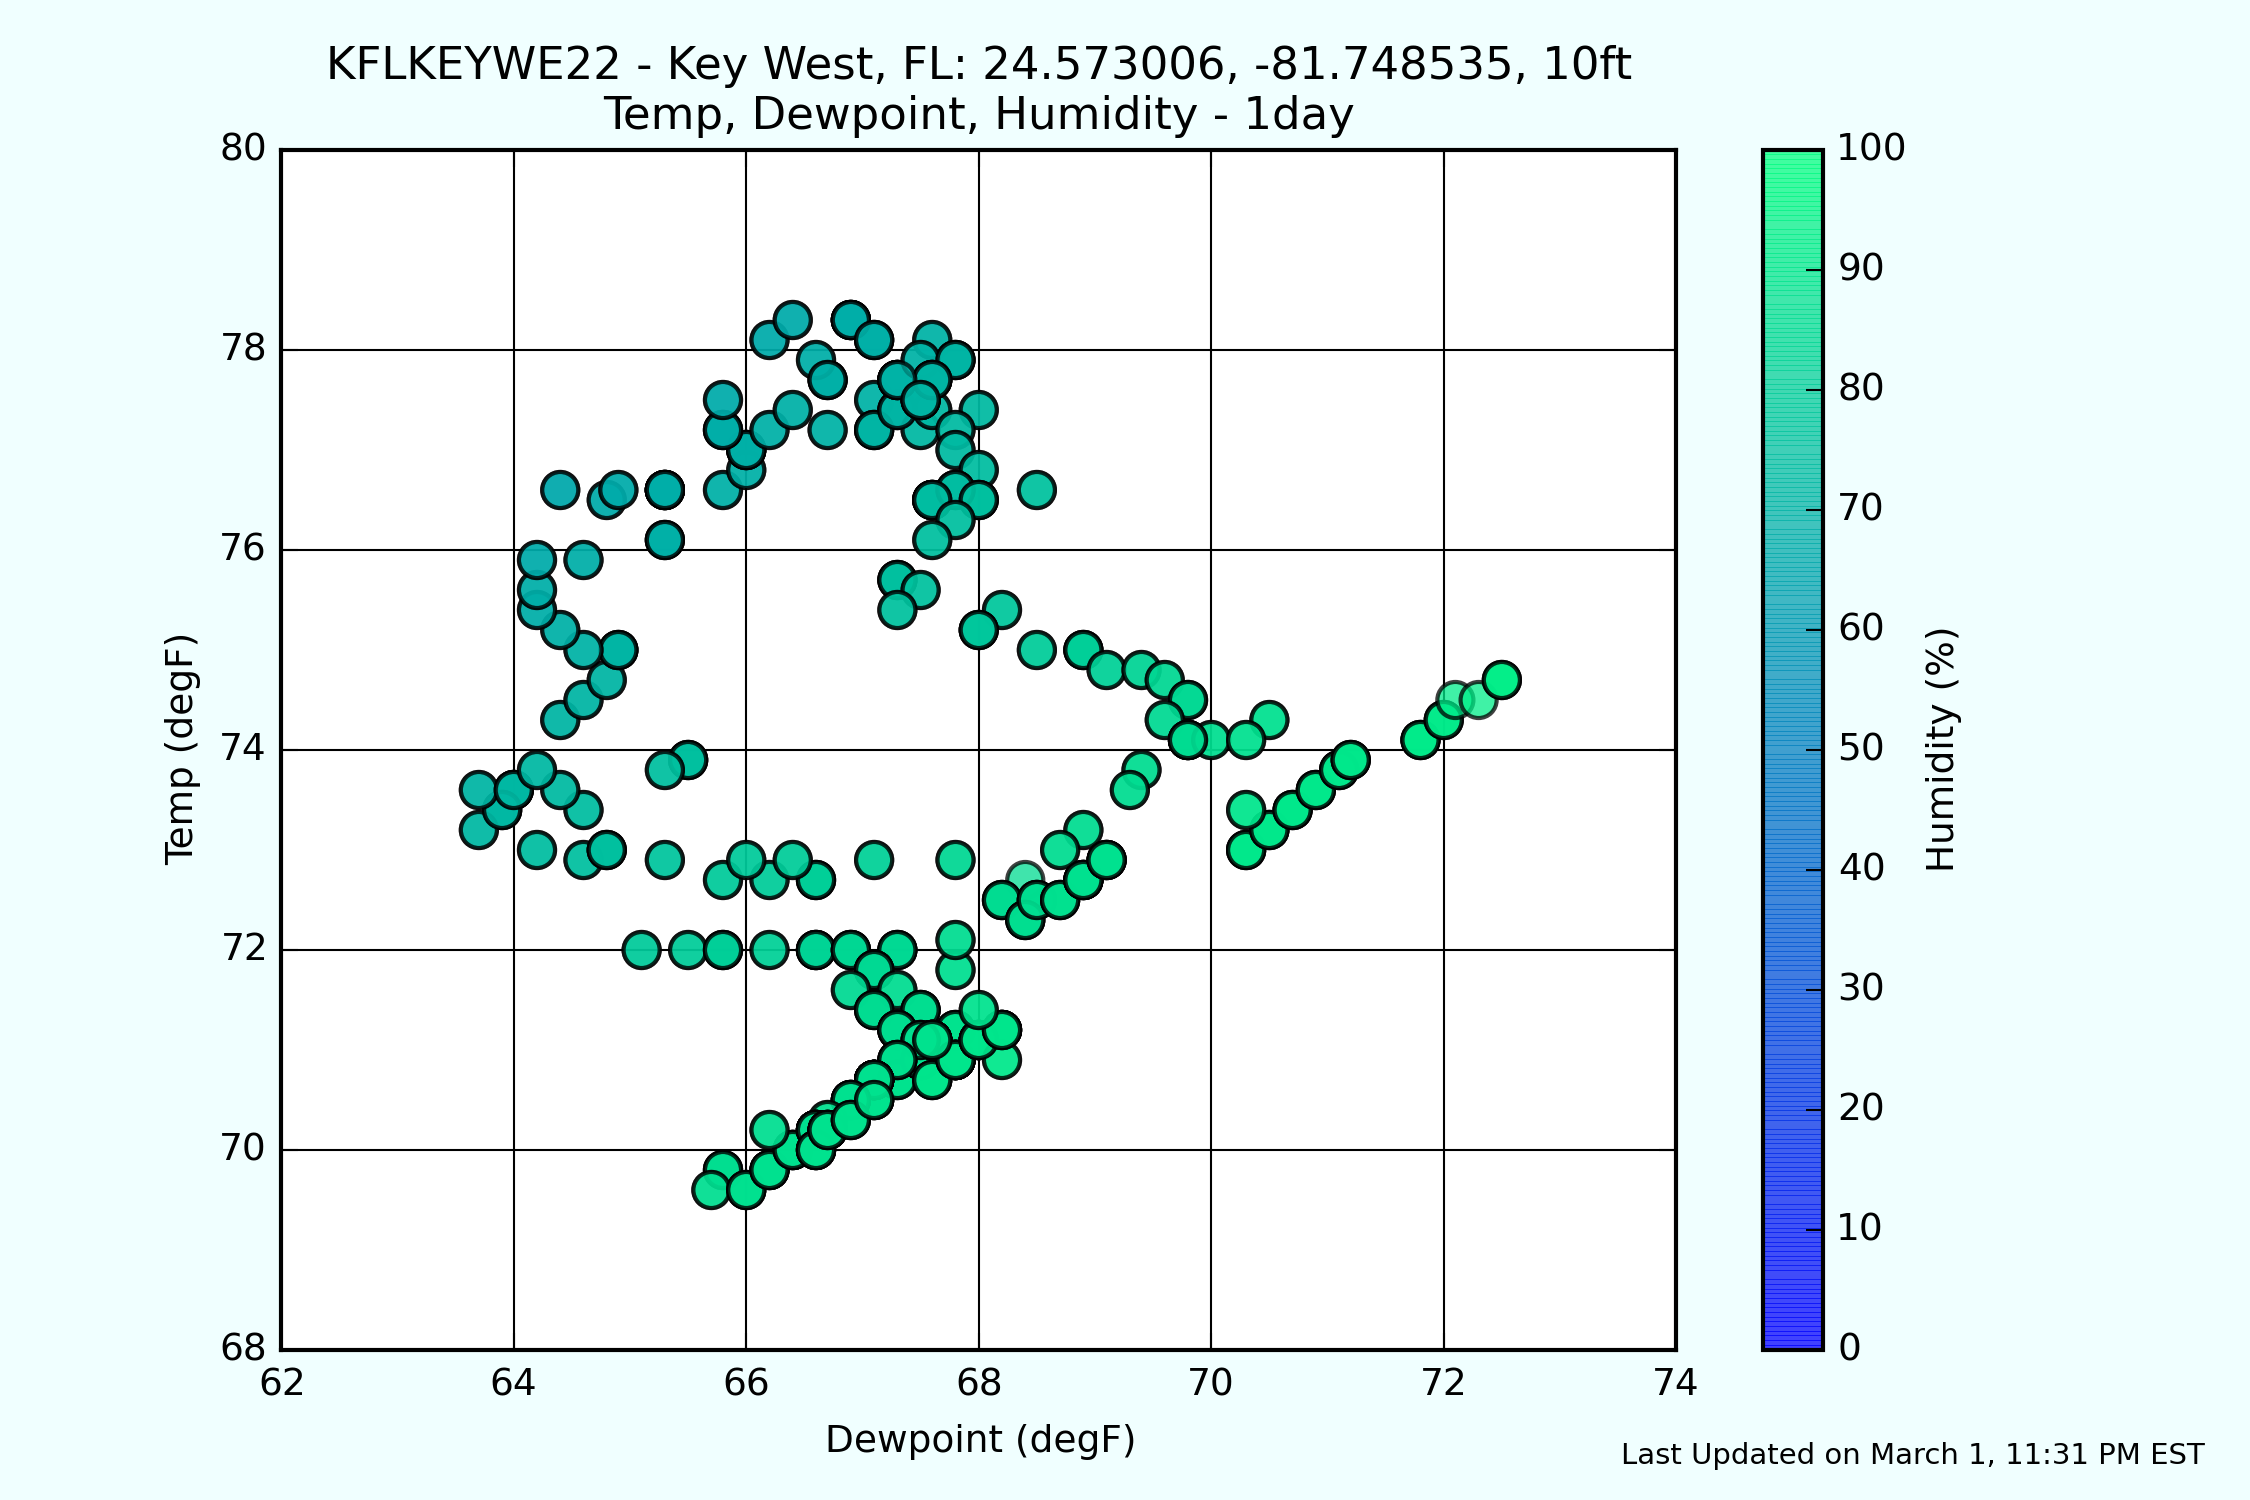 KFLKEYWE22 - Key West, FL: 24.573006, -81.748535, 10ft
Temp, Dewpoint, Humidity - 1day
80
78
76
74
72
70
68
Temp (degF)
62 64 66 68 70 72 74
Dewpoint (degF)
100
90
80
70
60
50
40
30
20
10
0
Humidity (%)
Last Updated on March 1, 11:31 PM EST